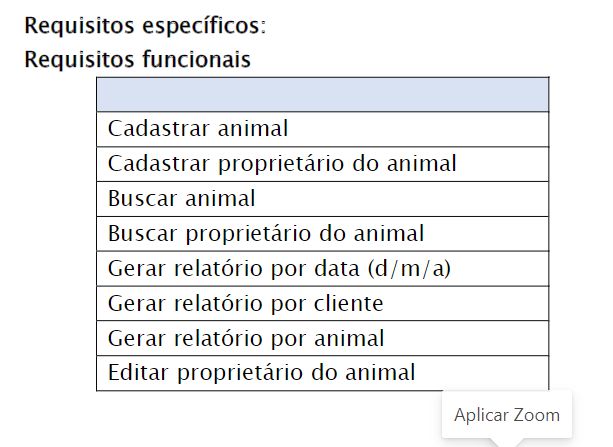 Requisitos específicos:
Requisitos funcionais
Cadastrar animal
Cadastrar proprietário do animal
Buscar animal
Buscar proprietário do animal
Gerar relatório por data (d/m/a)
Gerar relatório por cliente
Gerar relatório por animal
Editar proprietário do animal
Aplicar Zoom